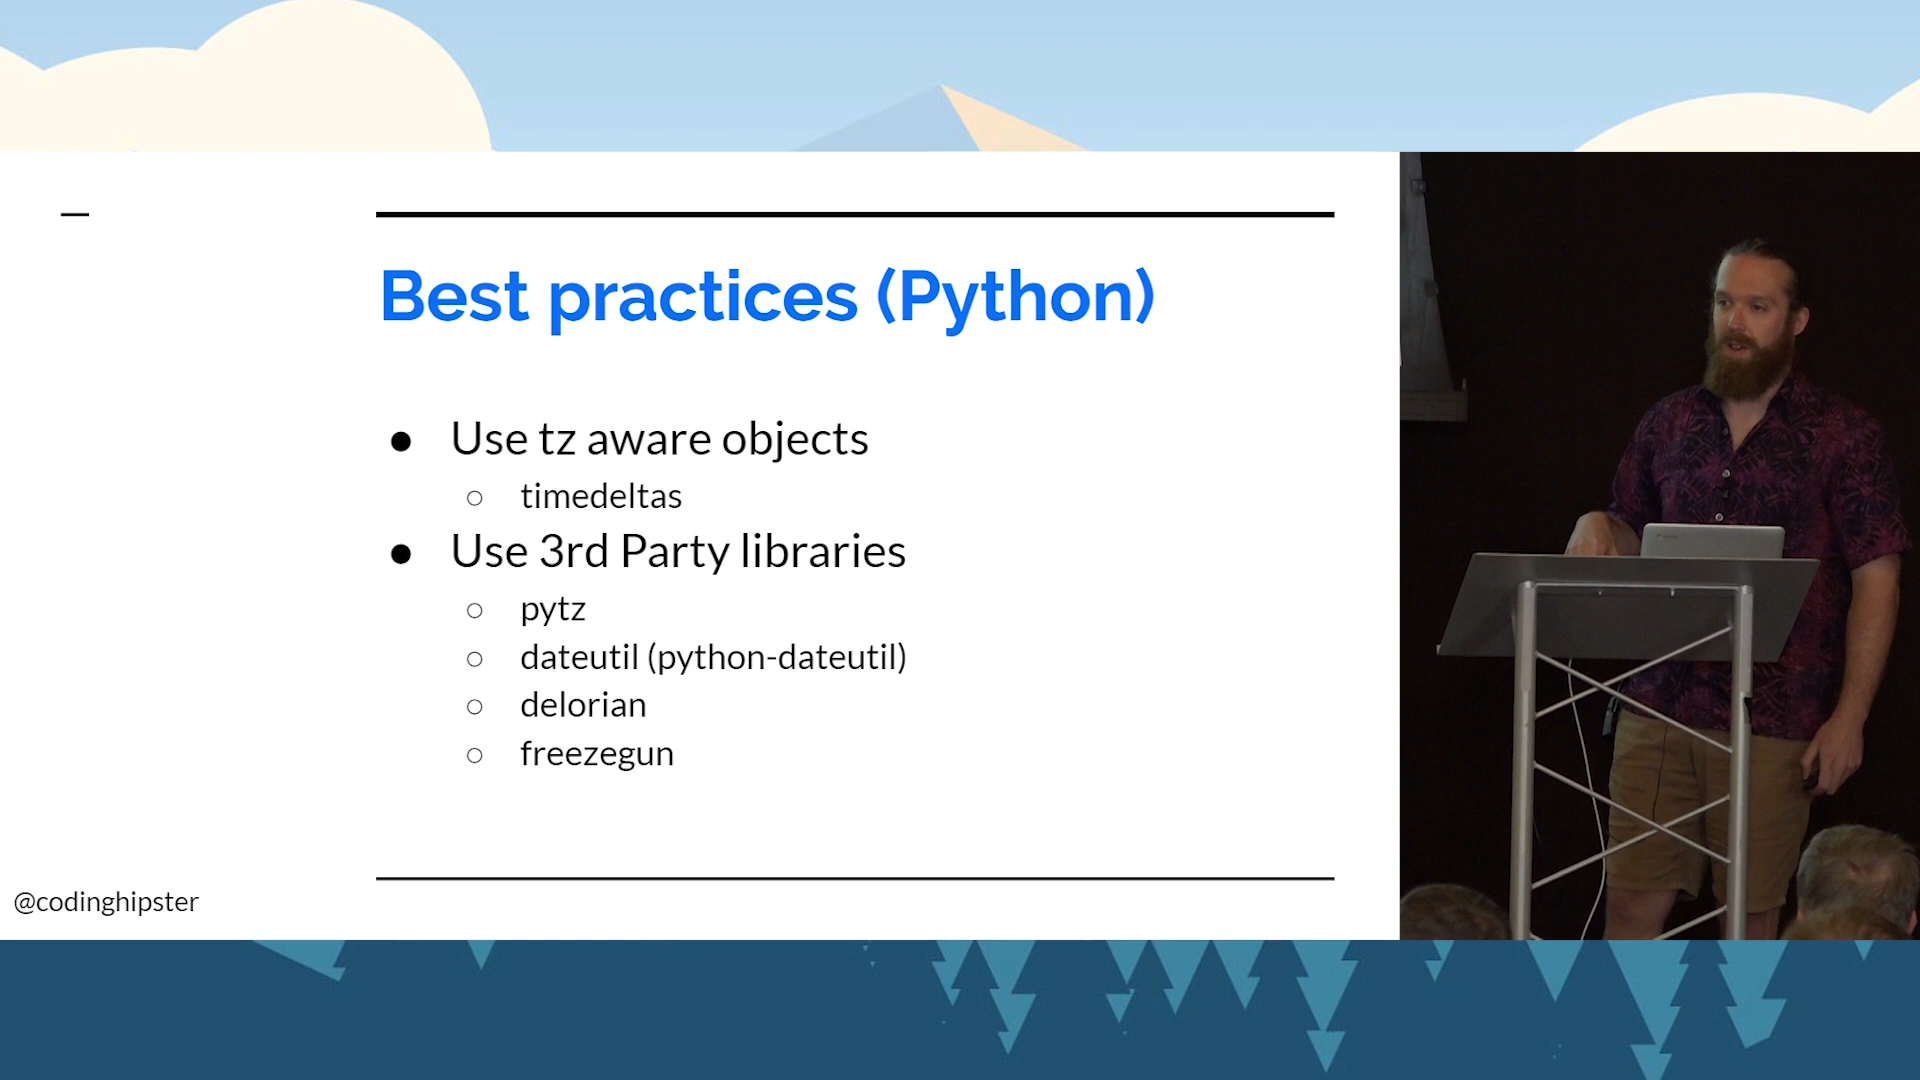 Best practices (Python)
● Use tz aware objects
○ timedeltas
● Use 3rd Party libraries
○ pytz
○ dateutil (python-dateutil)
○ delorian
○ freezegun
@codinghipster